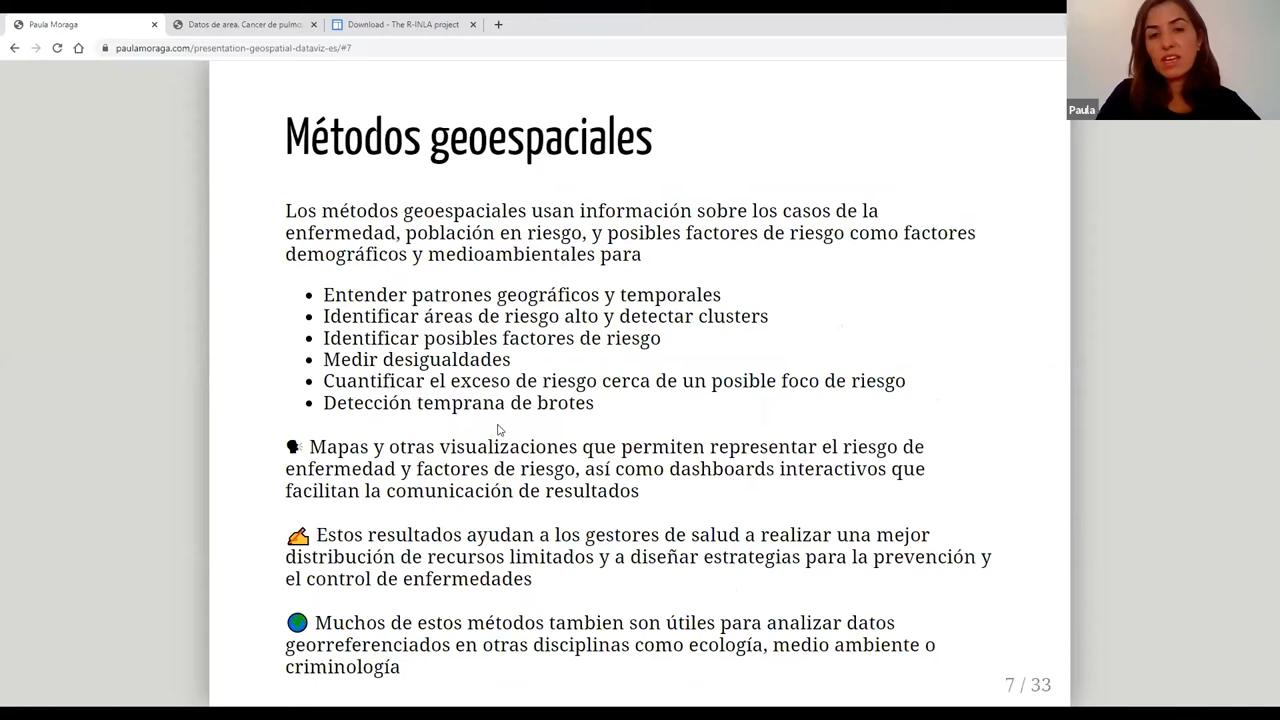 Paula Moraga
Datos de area. Cancer de pulmo
Download - The R-INLA project
paulamoraga.com/presentation-geospatial-dataviz-es/#7
Paula
Métodos geoespaciales
Los métodos geoespaciales usan información sobre los casos de la
enfermedad, población en riesgo, y posibles factores de riesgo como factores
demográficos y medioambientales para
• Entender patrones geográficos y temporales
• Identificar áreas de riesgo alto y detectar clusters
• Identificar posibles factores de riesgo
• Medir desigualdades
• Cuantificar el exceso de riesgo cerca de un posible foco de riesgo
• Detección temprana de brotes
🗣 Mapas y otras visualizaciones que permiten representar el riesgo de
enfermedad y factores de riesgo, así como dashboards interactivos que
facilitan la comunicación de resultados
✍ Estos resultados ayudan a los gestores de salud a realizar una mejor
distribución de recursos limitados y a diseñar estrategias para la prevención y
el control de enfermedades
🌍 Muchos de estos métodos tambien son útiles para analizar datos
georreferenciados en otras disciplinas como ecología, medio ambiente o
criminología
7 / 33